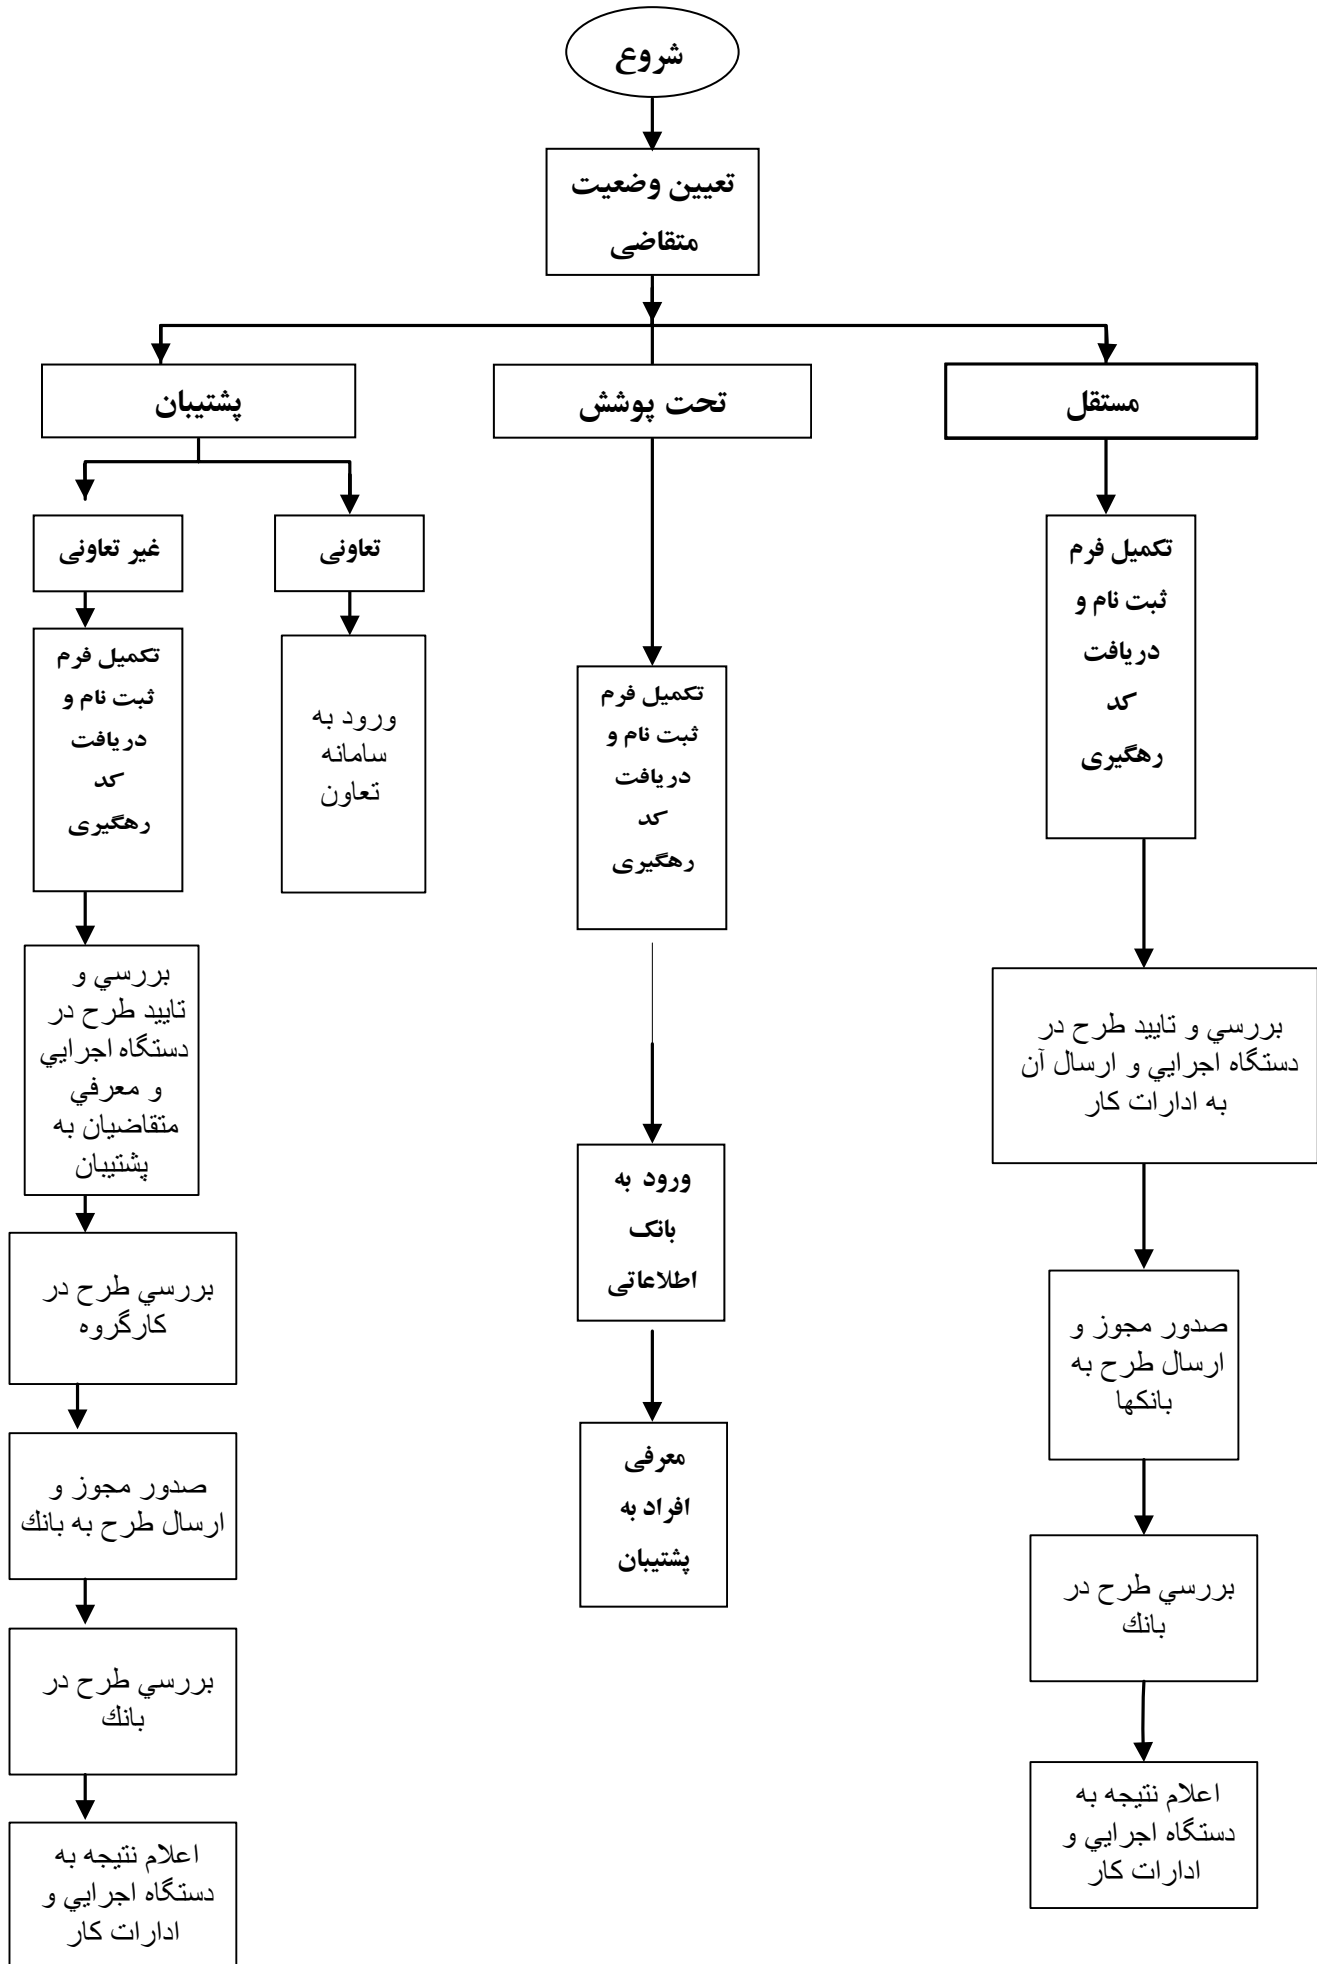 شروع
تعیین وضعیت
متقاضی
مستقل
تحت پوشش
پشتیبان
تکمیل فرم
ثبت نام و
دریافت
کد
رهگیری
بررسي و تاييد طرح در
دستگاه اجرايي و ارسال آن
به ادارات كار
صدور مجوز و
ارسال طرح به
بانكها
بررسي طرح در
بانك
اعلام نتيجه به
دستگاه اجرايي و
ادارات كار
تکمیل فرم
ثبت نام و
دریافت
کد
رهگیری
ورود به
بانک
اطلاعاتی
معرفی
افراد به
پشتیبان
تعاونی
ورود به
سامانه
تعاون
غیر تعاونی
تکمیل فرم
ثبت نام و
دریافت
کد
رهگیری
بررسي و
تاييد طرح در
دستگاه اجرايي
و معرفي
متقاضيان به
پشتيبان
بررسي طرح در
كارگروه
صدور مجوز و
ارسال طرح به بانك
بررسي طرح در
بانك
اعلام نتيجه به
دستگاه اجرايي و
ادارات كار